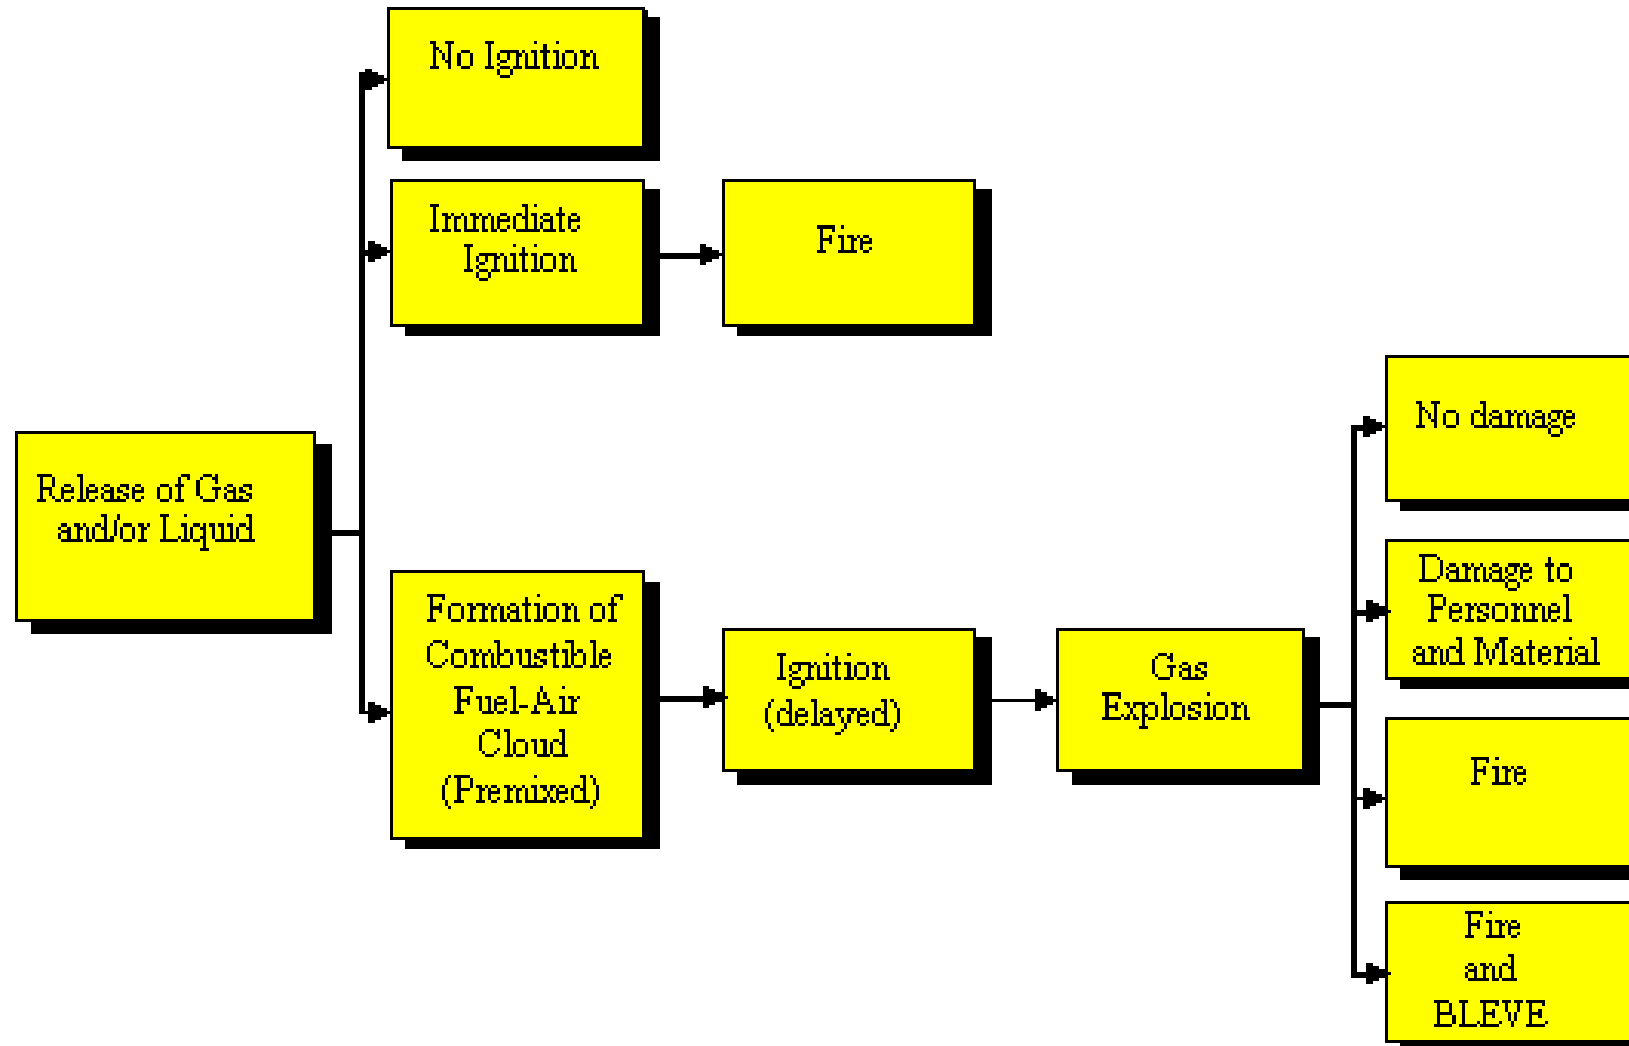 No Ignition
Immediate
Ignition
Fire
Release of Gas
and/or Liquid
Formation of
Combustible
Fuel-Air
Cloud
(Premixed)
Ignition
(delayed)
Gas
Explosion
No damage
Damage to
Personnel
and Material
Fire
Fire
and
BLEVE